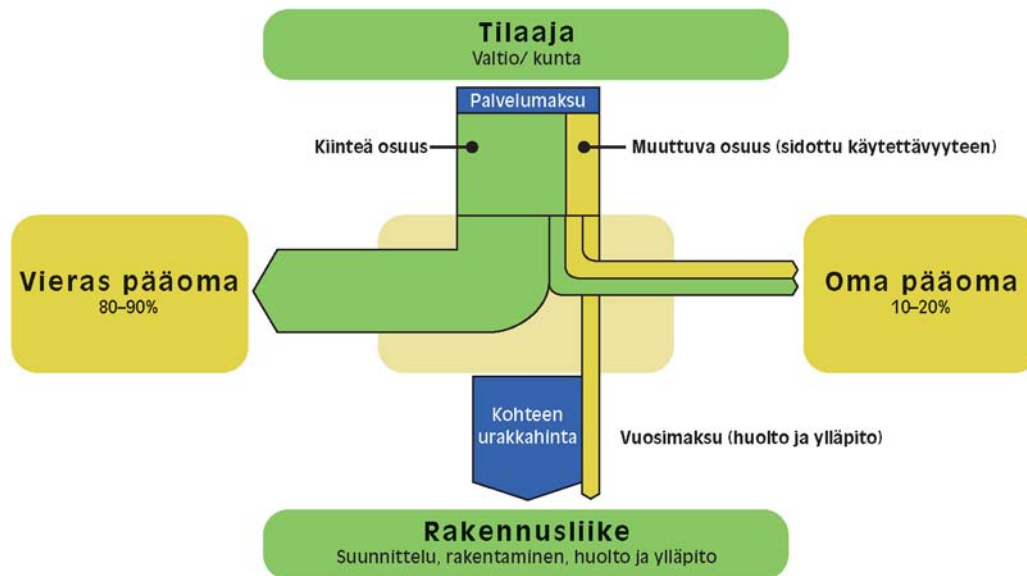 Tilaaja
Valtio/ kunta
Palvelumaksu
Kiinteä osuus
Muuttuva osuus (sidottu käytettävyyteen)
Vieras pääoma
80–90%
Oma pääoma
10–20%
Kohteen
urakkahinta
Vuosimaksu (huolto ja ylläpito)
Rakennusliike
Suunnittelu, rakentaminen, huolto ja ylläpito